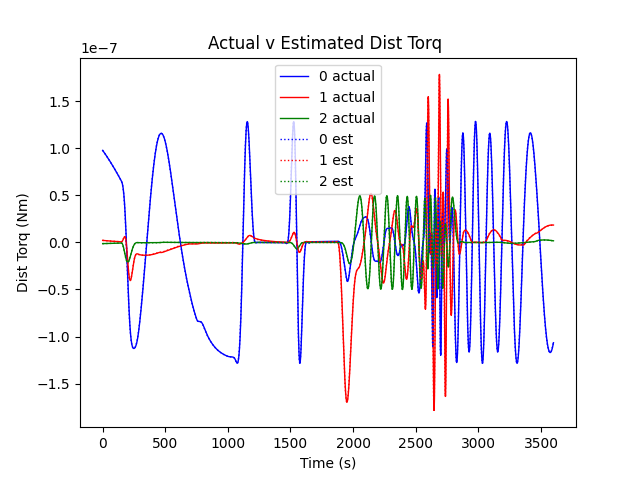 Actual v Estimated Dist Torq
1e−7
0 actual
1 actual
2 actual
0 est
1 est
2 est
1.5
1.0
0.5
0.0
−0.5
−1.0
−1.5
Dist Torq (Nm)
0 500 1000 1500 2000 2500 3000 3500
Time (s)